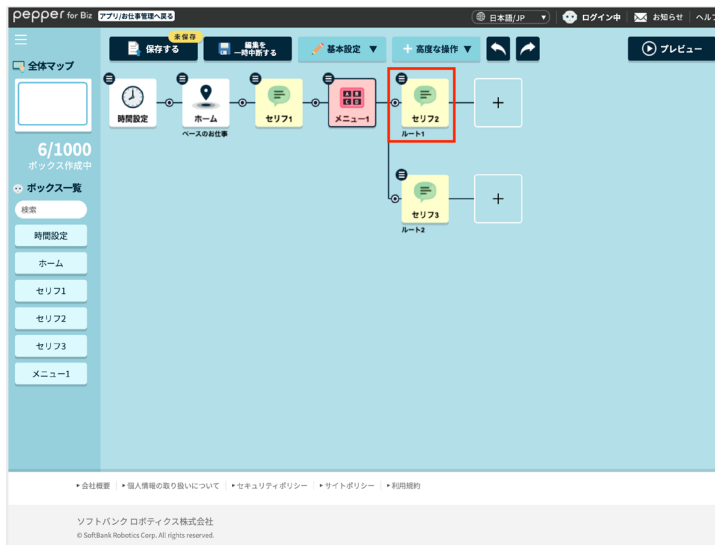 pepper for Biz アプリ/お仕事管理へ戻る 日本語/JP ▼ ログイン中 お知らせ ヘルプ
未保存
保存する 編集を
一時中断する 基本設定 ▼ + 高度な操作 ▼ プレビュー
全体マップ
6/1000
ボックス作成中
ボックス一覧
検索
時間設定
ホーム
セリフ1
セリフ2
セリフ3
メニュー1
時間設定 ホーム セリフ1 メニュー1 セリフ2 +
A B
C D
ベースのお仕事 ルート1
セリフ3 +
ルート2
▸会社概要 ▸個人情報の取り扱いについて ▸セキュリティポリシー ▸サイトポリシー ▸利用規約
ソフトバンク ロボティクス株式会社
© SoftBank Robotics Corp. All rights reserved.